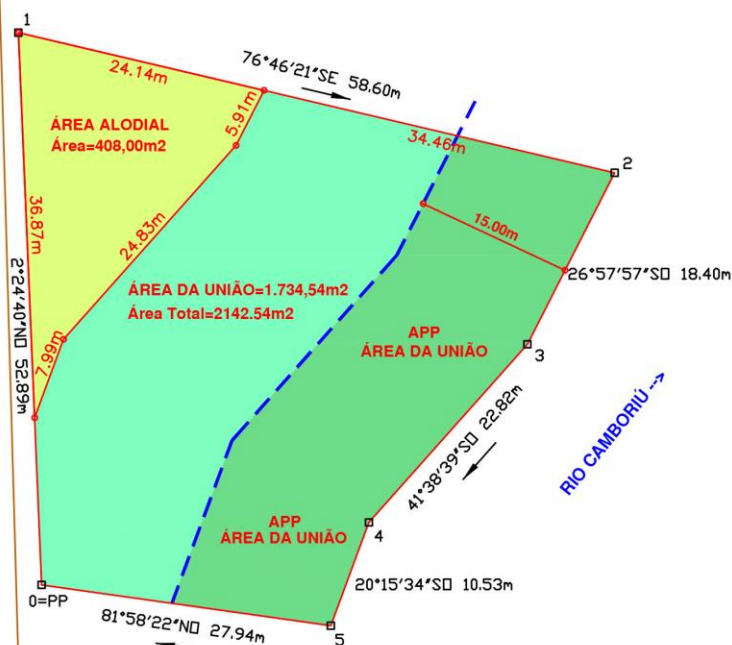 1
24.14m
76°46'21"SE 58.60m
5.91m
ÁREA ALODIAL
Área=408,00m2
34.46m
2
36.87m
24.83m
15.00m
2°24'40"N▯ 52.89m
26°57'57"S▯ 18.40m
ÁREA DA UNIÃO=1.734,54m2
Área Total=2142.54m2
7.99m
APP
ÁREA DA UNIÃO
3
41°38'39"S▯ 22.82m
RIO CAMBORIÚ -->
APP
ÁREA DA UNIÃO
4
0=PP
20°15'34"S▯ 10.53m
81°58'22"N▯ 27.94m
5